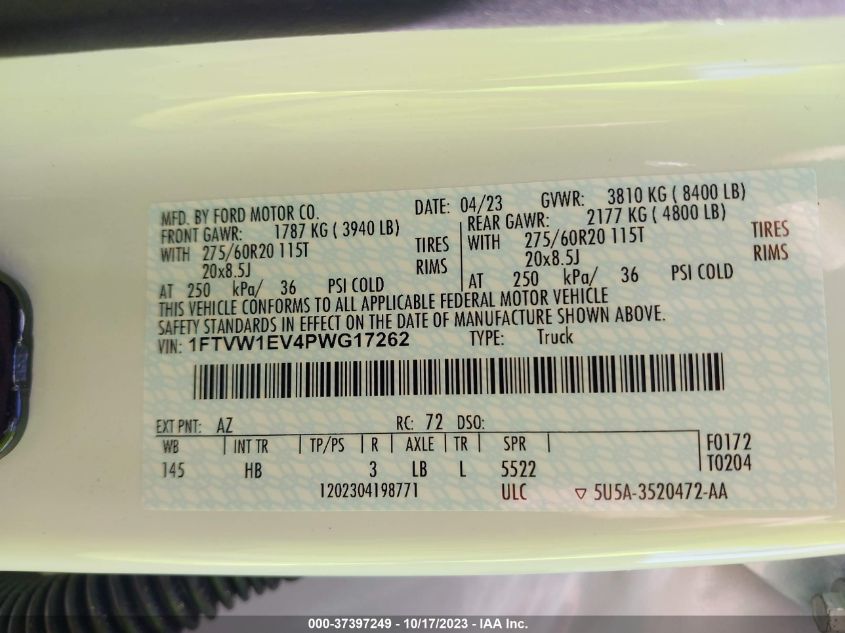 MFD. BY FORD MOTOR CO. DATE: 04/23 GVWR: 3810 KG ( 8400 LB)
FRONT GAWR: 1787 KG ( 3940 LB) REAR GAWR: 2177 KG ( 4800 LB)
WITH 275/60R20 115T TIRES WITH 275/60R20 115T TIRES
20x8.5J RIMS 20x8.5J RIMS
AT 250 kPa/ 36 PSI COLD AT 250 kPa/ 36 PSI COLD
THIS VEHICLE CONFORMS TO ALL APPLICABLE FEDERAL MOTOR VEHICLE
SAFETY STANDARDS IN EFFECT ON THE DATE OF MANUFACTURE SHOWN ABOVE.
VIN: 1FTVW1EV4PWG17262 TYPE: Truck
EXT PNT: AZ RC: 72 DSO:
WB | INT TR | TP/PS | R | AXLE | TR | SPR | F0172
145 HB 3 LB L 5522 T0204
1202304198771 ULC ▽ 5U5A-3520472-AA
000-37397249 - 10/17/2023 - IAA Inc.